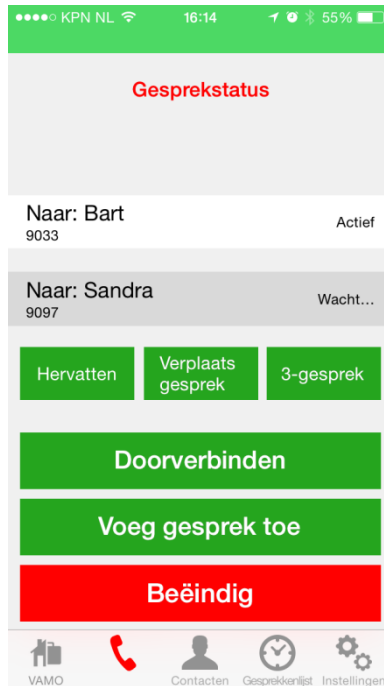 KPN NL 16:14 55%
Gesprekstatus
Naar: Bart
9033
Actief
Naar: Sandra
9097
Wacht...
Hervatten
Verplaats
gesprek
3-gesprek
Doorverbinden
Voeg gesprek toe
Beëindig
VAMO Contacten Gesprekkenlijst Instellingen